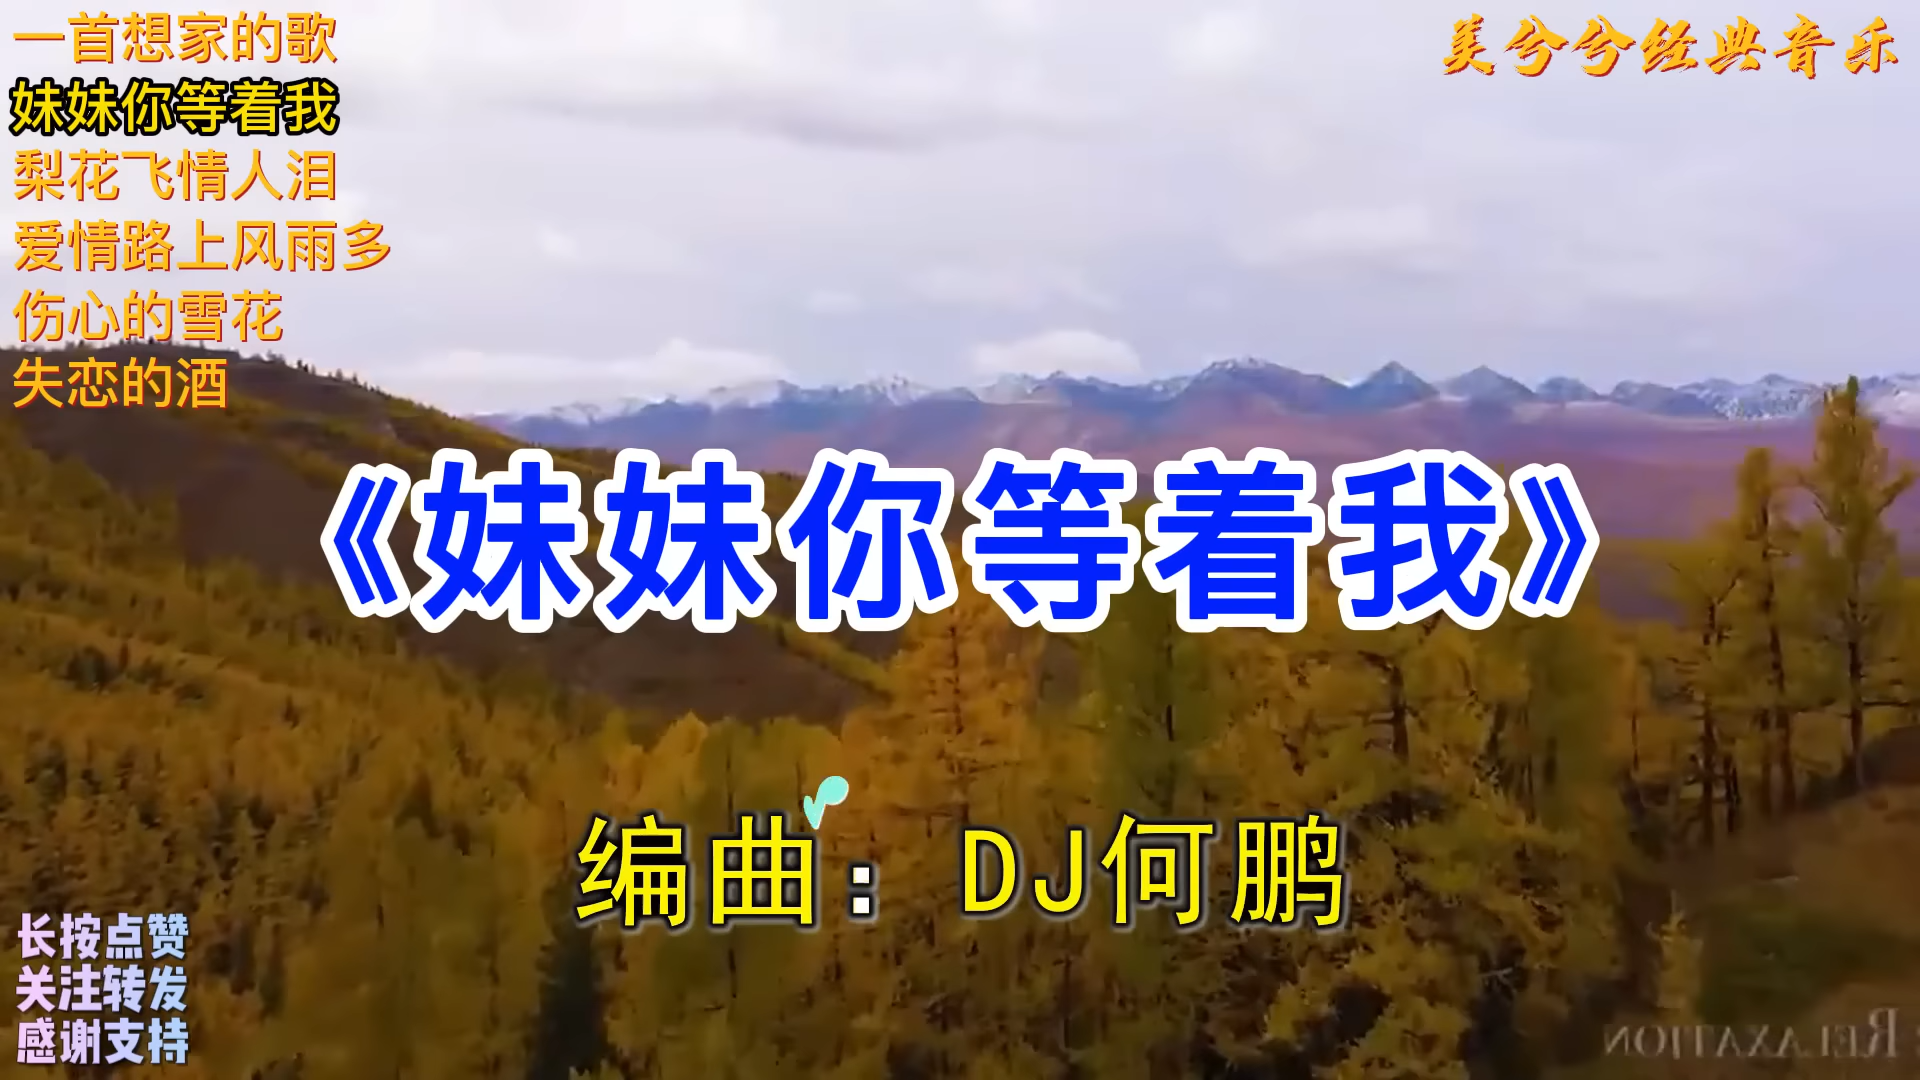 一首想家的歌
妹妹你等着我
梨花飞情人泪
爱情路上风雨多
伤心的雪花
失恋的酒
美兮兮经典音乐
《妹妹你等着我》
编曲：DJ何鹏
长按点赞
关注转发
感谢支持
RELAXATION